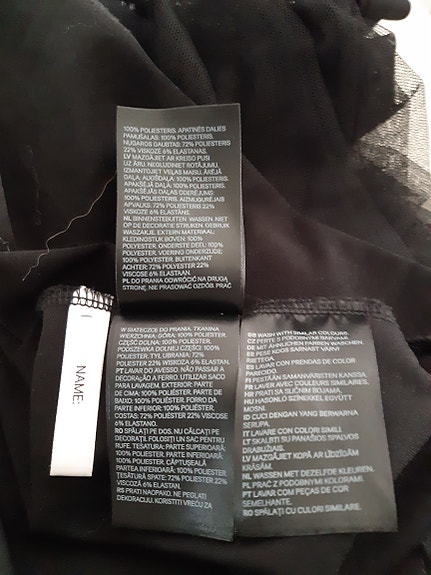 100% POLIESTERIS. APATINĖS DALIES
PAMUŠALAS: 100% POLIESTERIS.
NUGAROS GAUBTAS: 72% POLIESTERIS
22% VISKOZĖ 6% ELASTANAS.
LV MAZGĀJIET AR KREISO PUSI
UZ ĀRU. NEGLUDINIET ROTĀJUMU.
IZMANTOJIET VEĻAS MAISU. ĀRĒJĀ
DAĻA: AUGŠDAĻA: 100% POLIESTERIS.
APAKŠĒJĀ DAĻA: 100% POLIESTERIS.
APAKŠĒJĀS DAĻAS ODERĒJUMS:
100% POLIESTERIS. AIZMUGURĒJAIS
APVALKS: 72% POLIESTERIS 22%
VISKOZE 6% ELASTĀNS.
NL BINNENSTEBUITEN WASSEN. NIET
OP DE DECORATIE STRIJKEN. GEBRUIK
WASZAKJE. EXTERN MATERIAAL:
KLEDINGSTUK BOVEN: 100%
POLYESTER. ONDERSTE DEEL: 100%
POLYESTER. VOERING ONDERZIJDE:
100% POLYESTER. BUITENKANT
ACHTER: 72% POLYESTER 22%
VISCOSE 6% ELASTAAN.
PL DO PRANIA ODWRÓCIĆ NA DRUGĄ
STRONĘ. NIE PRASOWAĆ OZDÓB. PRAĆ
NAME:
W SIATECZCE DO PRANIA. TKANINA
WIERZCHNIA: GÓRA: 100% POLIESTER.
CZĘŚĆ DOLNA: 100% POLIESTER.
PODSZEWKA DOLNEJ CZĘŚCI: 100%
POLIESTER. TYŁ UBRANIA: 72%
POLIESTER 22% WISKOZA 6% ELASTAN.
PT LAVAR DO AVESSO. NÃO PASSAR A
DECORAÇÃO A FERRO. UTILIZAR SACO
PARA LAVAGEM. EXTERIOR: PARTE
DE CIMA: 100% POLIÉSTER. PARTE DE
BAIXO: 100% POLIÉSTER. FORRO DA
PARTE INFERIOR: 100% POLIÉSTER.
COSTAS: 72% POLIÉSTER 22% VISCOSE
6% ELASTANO.
RO SPĂLAȚI PE DOS. NU CĂLCAȚI PE
DECORAȚIE. FOLOSIȚI UN SAC PENTRU
RUFE. ȚESĂTURA: PARTE SUPERIOARĂ:
100% POLIESTER. PARTE INFERIOARĂ:
100% POLIESTER. CĂPTUȘEALĂ
PARTEA INFERIOARĂ: 100% POLIESTER.
ȚESĂTURĂ SPATE: 72% POLIESTER 22%
VISCOZĂ 6% ELASTAN.
RS PRATI NAOPAKO. NE PEGLATI
DEKORACIJU. KORISTITI VREĆU ZA
GB WASH WITH SIMILAR COLOURS.
CZ PERTE S PODOBNÝMI BARVAMI.
DE MIT ÄHNLICHEN FARBEN WASCHEN.
EE PESE KOOS SARNAST VÄRVI
RIETEGA.
ES LAVAR CON PRENDAS DE COLOR
PARECIDO.
FI PESTÄÄN SAMANVÄRISTEN KANSSA.
FR LAVER AVEC COULEURS SIMILAIRES.
HR PRATI SA SLIČNIM BOJAMA.
HU HASONLÓ SZÍNEKKEL EGYÜTT
MOSNI.
ID CUCI DENGAN YANG BERWARNA
SERUPA.
IT LAVARE CON COLORI SIMILI.
LT SKALBTI SU PANAŠIOS SPALVOS
DRABUŽIAIS.
LV MAZGĀJIET KOPĀ AR LĪDZĪGĀM
KRĀSĀM.
NL WASSEN MET DEZELFDE KLEUREN.
PL PRAĆ Z PODOBNYMI KOLORAMI.
PT LAVAR COM PEÇAS DE COR
SEMELHANTE.
RO SPĂLAȚI CU CULORI SIMILARE.